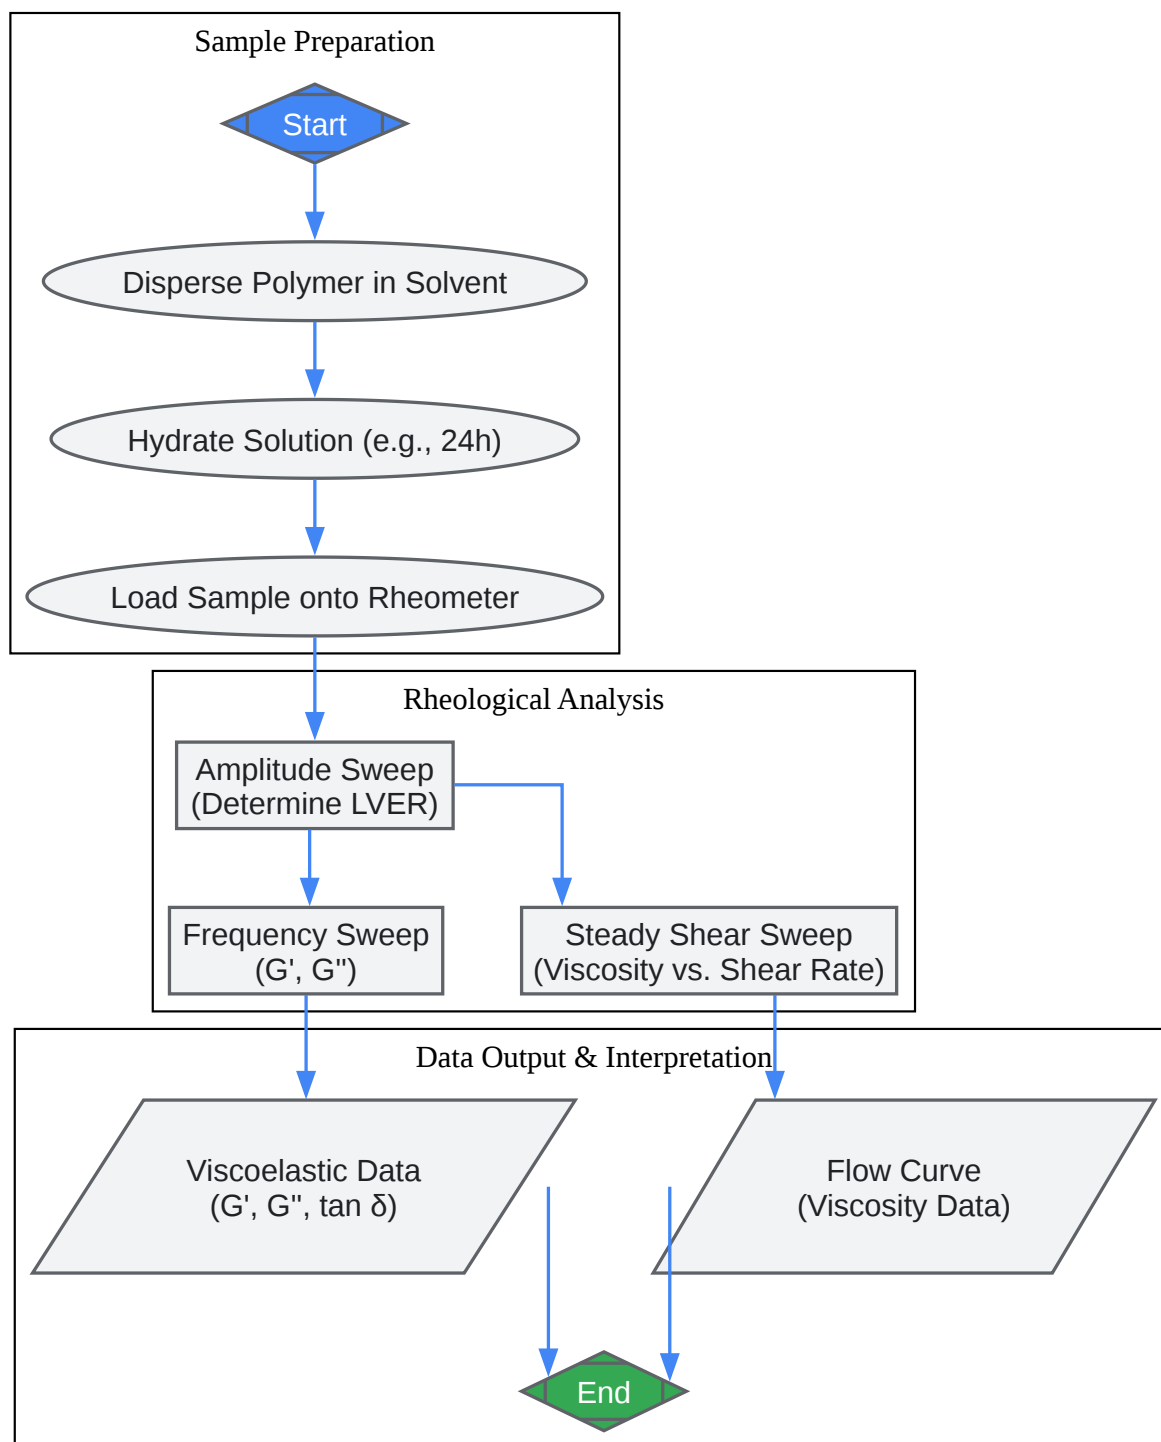 Sample Preparation
Start
Disperse Polymer in Solvent
Hydrate Solution (e.g., 24h)
Load Sample onto Rheometer
Rheological Analysis
Amplitude Sweep
(Determine LVER)
Frequency Sweep
(G', G'')
Steady Shear Sweep
(Viscosity vs. Shear Rate)
Data Output & Interpretation
Viscoelastic Data
(G', G'', tan δ)
Flow Curve
(Viscosity Data)
End